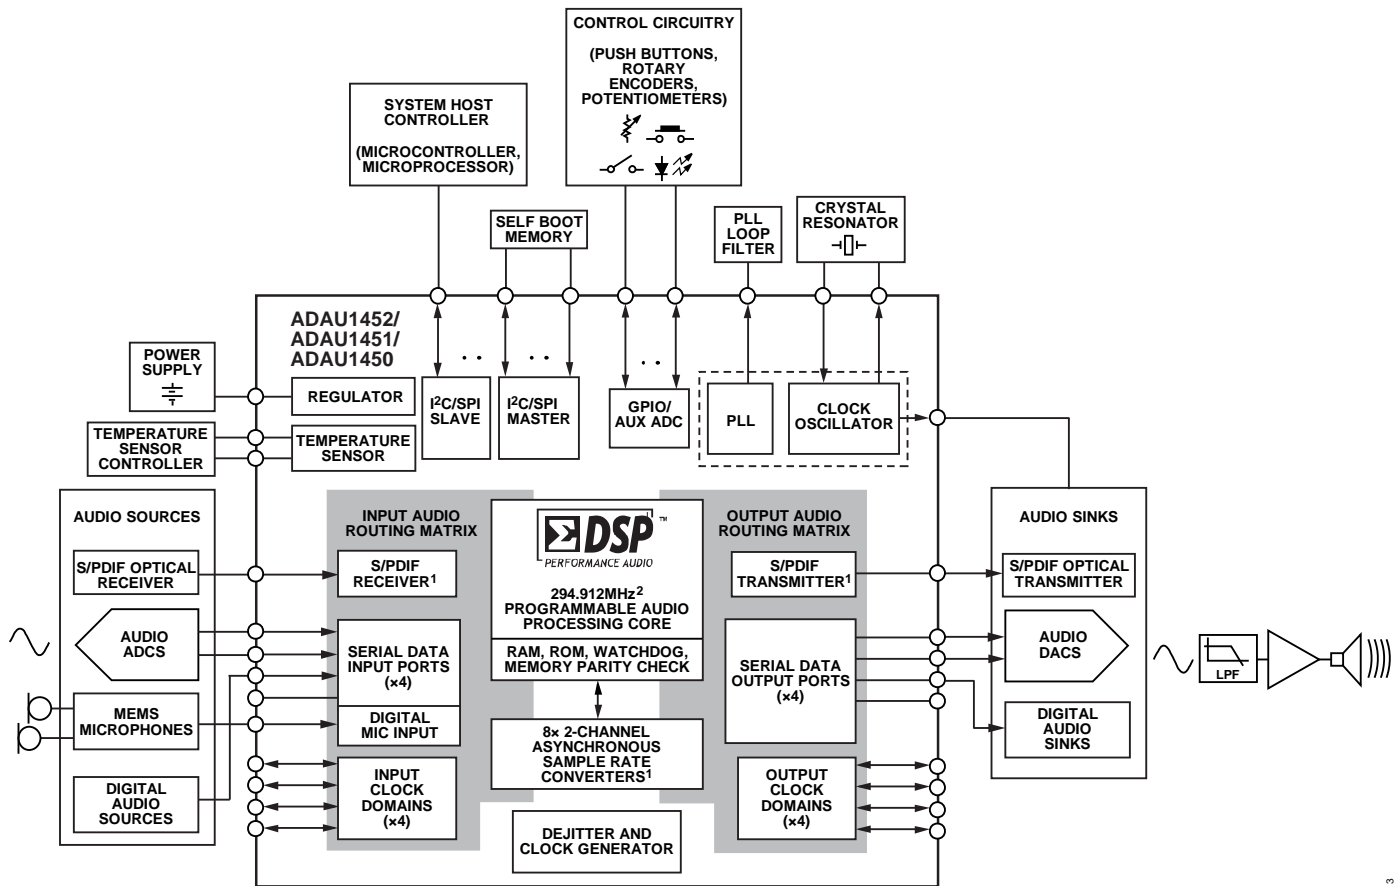 CONTROL CIRCUITRY
(PUSH BUTTONS,
ROTARY
ENCODERS,
POTENTIOMETERS)
SYSTEM HOST
CONTROLLER
(MICROCONTROLLER,
MICROPROCESSOR)
SELF BOOT
MEMORY
PLL
LOOP
FILTER
CRYSTAL
RESONATOR
ADAU1452/
ADAU1451/
ADAU1450
POWER
SUPPLY
REGULATOR
TEMPERATURE
SENSOR
CONTROLLER
TEMPERATURE
SENSOR
I²C/SPI
SLAVE
I²C/SPI
MASTER
GPIO/
AUX ADC
PLL
CLOCK
OSCILLATOR
AUDIO SOURCES
S/PDIF OPTICAL
RECEIVER
AUDIO
ADCS
MEMS
MICROPHONES
DIGITAL
AUDIO
SOURCES
INPUT AUDIO
ROUTING MATRIX
S/PDIF
RECEIVER¹
SERIAL DATA
INPUT PORTS
(×4)
DIGITAL
MIC INPUT
INPUT
CLOCK
DOMAINS
(×4)
ΣDSP™
PERFORMANCE AUDIO
294.912MHz²
PROGRAMMABLE AUDIO
PROCESSING CORE
RAM, ROM, WATCHDOG,
MEMORY PARITY CHECK
8× 2-CHANNEL
ASYNCHRONOUS
SAMPLE RATE
CONVERTERS¹
DEJITTER AND
CLOCK GENERATOR
OUTPUT AUDIO
ROUTING MATRIX
S/PDIF
TRANSMITTER¹
SERIAL DATA
OUTPUT PORTS
(×4)
OUTPUT
CLOCK
DOMAINS
(×4)
AUDIO SINKS
S/PDIF OPTICAL
TRANSMITTER
AUDIO
DACS
DIGITAL
AUDIO
SINKS
LPF
3